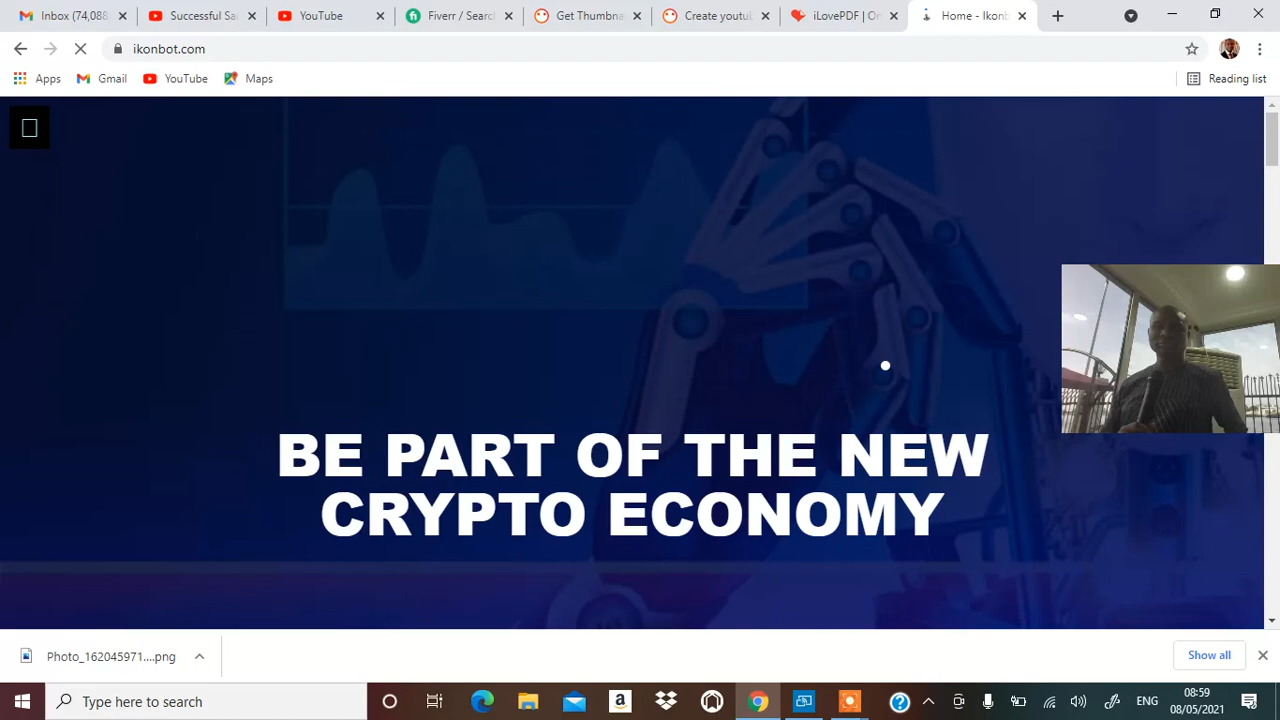 Inbox (74,088
Successful Sa
YouTube
Fiverr / Searc
Get Thumbna
Create youtu
iLovePDF | O
Home - Ikonb
ikonbot.com
Apps
Gmail
YouTube
Maps
Reading list
BE PART OF THE NEW
CRYPTO ECONOMY
Photo_162045971....png
Show all
Type here to search
ENG
08:59
08/05/2021